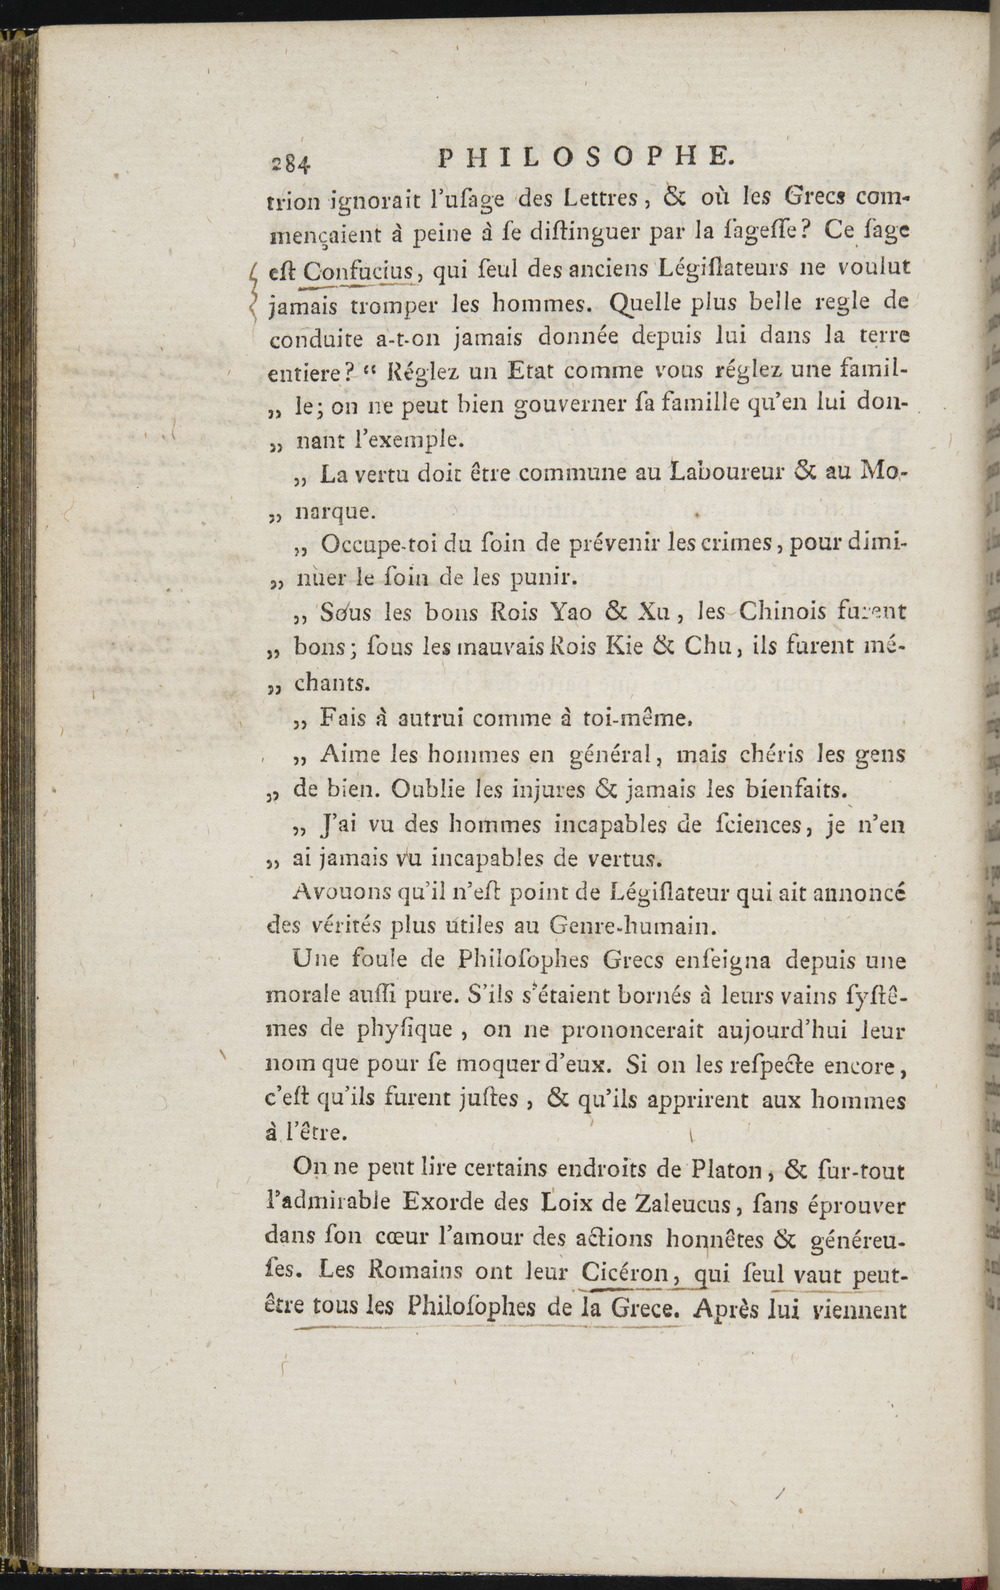 284 PHILOSOPHE.
trion ignorait l'uſage des Lettres, & où les Grecs com-
mençaient à peine à ſe diſtinguer par la ſageſſe? Ce ſage
eſt Confucius, qui ſeul des anciens Légiſlateurs ne voulut
jamais tromper les hommes. Quelle plus belle regle de
conduite a-t-on jamais donnée depuis lui dans la terre
entiere? “ Réglez un Etat comme vous réglez une famil-
„ le; on ne peut bien gouverner ſa famille qu'en lui don-
„ nant l'exemple.
„ La vertu doit être commune au Laboureur & au Mo-
„ narque.
„ Occupe-toi du ſoin de prévenir les crimes, pour dimi-
„ nuer le ſoin de les punir.
„ Sous les bons Rois Yao & Xu, les Chinois furent
„ bons; ſous les mauvais Rois Kie & Chu, ils furent mé-
„ chants.
„ Fais à autrui comme à toi-même.
„ Aime les hommes en général, mais chéris les gens
„ de bien. Oublie les injures & jamais les bienfaits.
„ J'ai vu des hommes incapables de ſciences, je n'en
„ ai jamais vu incapables de vertus.
Avouons qu'il n'eſt point de Légiſlateur qui ait annoncé
des vérités plus utiles au Genre-humain.
Une foule de Philoſophes Grecs enſeigna depuis une
morale auſſi pure. S'ils s'étaient bornés à leurs vains ſyſtê-
mes de phyſique, on ne prononcerait aujourd'hui leur
nom que pour ſe moquer d'eux. Si on les reſpecte encore,
c'eſt qu'ils furent juſtes, & qu'ils apprirent aux hommes
à l'être.
On ne peut lire certains endroits de Platon, & ſur-tout
l'admirable Exorde des Loix de Zaleucus, ſans éprouver
dans ſon cœur l'amour des actions honnêtes & généreu-
ſes. Les Romains ont leur Cicéron, qui ſeul vaut peut-
être tous les Philoſophes de la Grece. Après lui viennent